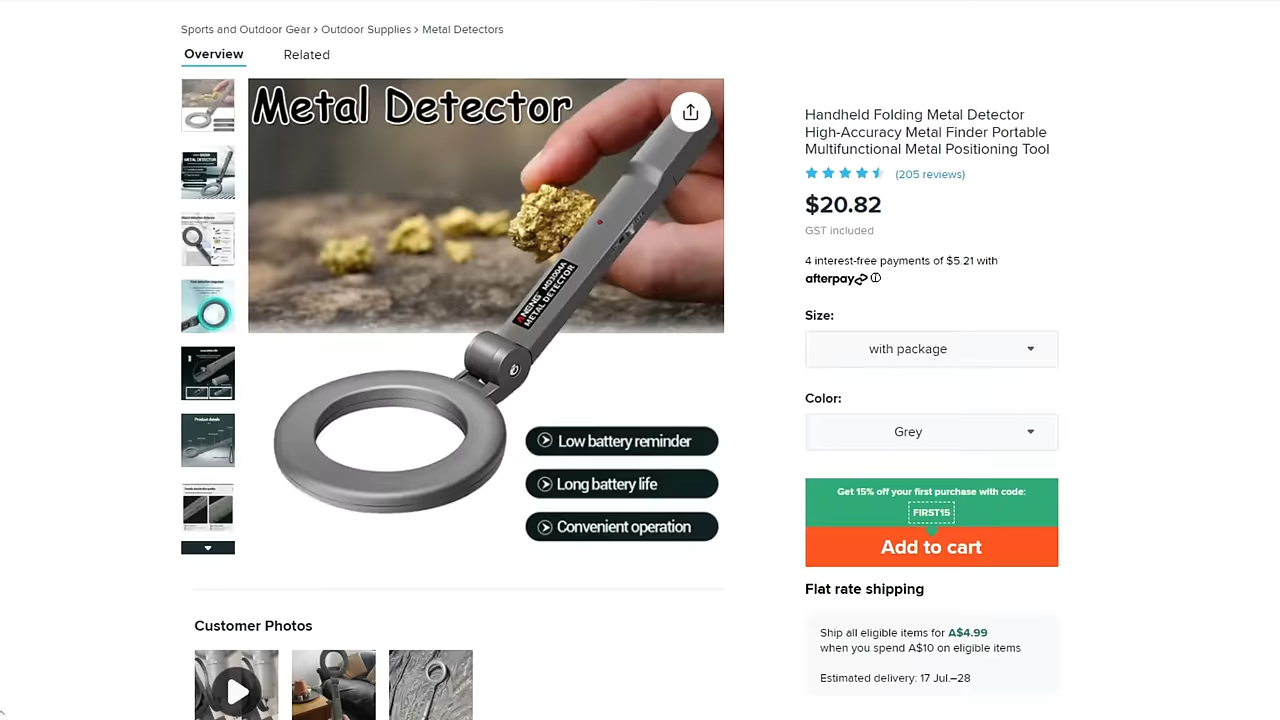 Sports and Outdoor Gear › Outdoor Supplies › Metal Detectors
Overview
Related
Metal Detector
ANENG MD3004A
METAL DETECTOR
Low battery reminder
Long battery life
Convenient operation
Customer Photos
Handheld Folding Metal Detector
High-Accuracy Metal Finder Portable
Multifunctional Metal Positioning Tool
(205 reviews)
$20.82
GST included
4 interest-free payments of $5.21 with
afterpay
Size:
with package
Color:
Grey
Get 15% off your first purchase with code:
FIRST15
Add to cart
Flat rate shipping
Ship all eligible items for A$4.99
when you spend A$10 on eligible items
Estimated delivery: 17 Jul.–28